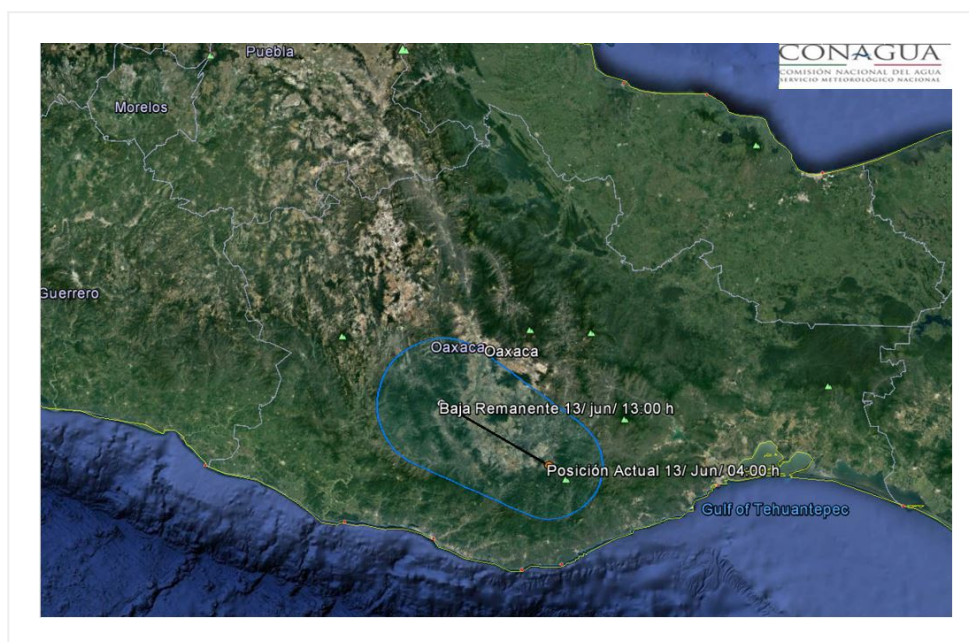 Puebla
CONAGUA
COMISIÓN NACIONAL DEL AGUA
SERVICIO METEOROLÓGICO NACIONAL
Morelos
Guerrero
Oaxaca Oaxaca
Baja Remanente 13/ jun/ 13:00 h
Posición Actual 13/ Jun/ 04:00 h
Gulf of Tehuantepec